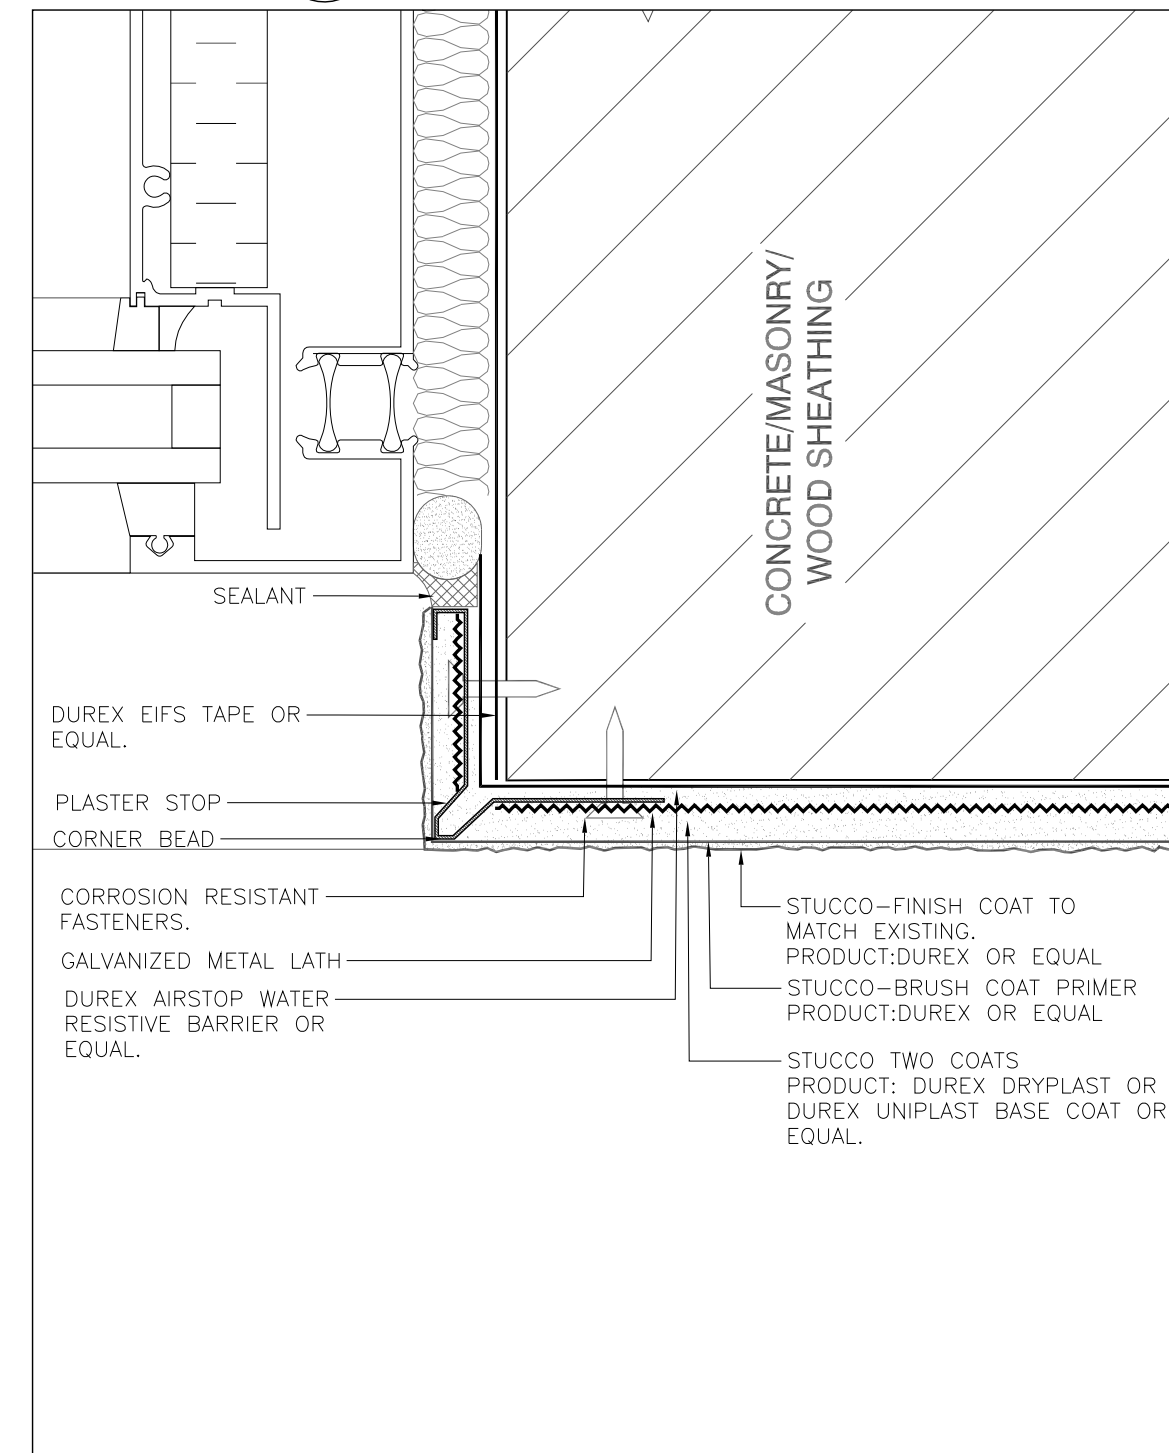 CONCRETE/MASONRY/
WOOD SHEATHING
SEALANT
DUREX EIFS TAPE OR
EQUAL.
PLASTER STOP
CORNER BEAD
CORROSION RESISTANT
FASTENERS.
GALVANIZED METAL LATH
DUREX AIRSTOP WATER
RESISTIVE BARRIER OR
EQUAL.
STUCCO-FINISH COAT TO
MATCH EXISTING.
PRODUCT:DUREX OR EQUAL
STUCCO-BRUSH COAT PRIMER
PRODUCT:DUREX OR EQUAL
STUCCO TWO COATS
PRODUCT: DUREX DRYPLAST OR
DUREX UNIPLAST BASE COAT OR
EQUAL.